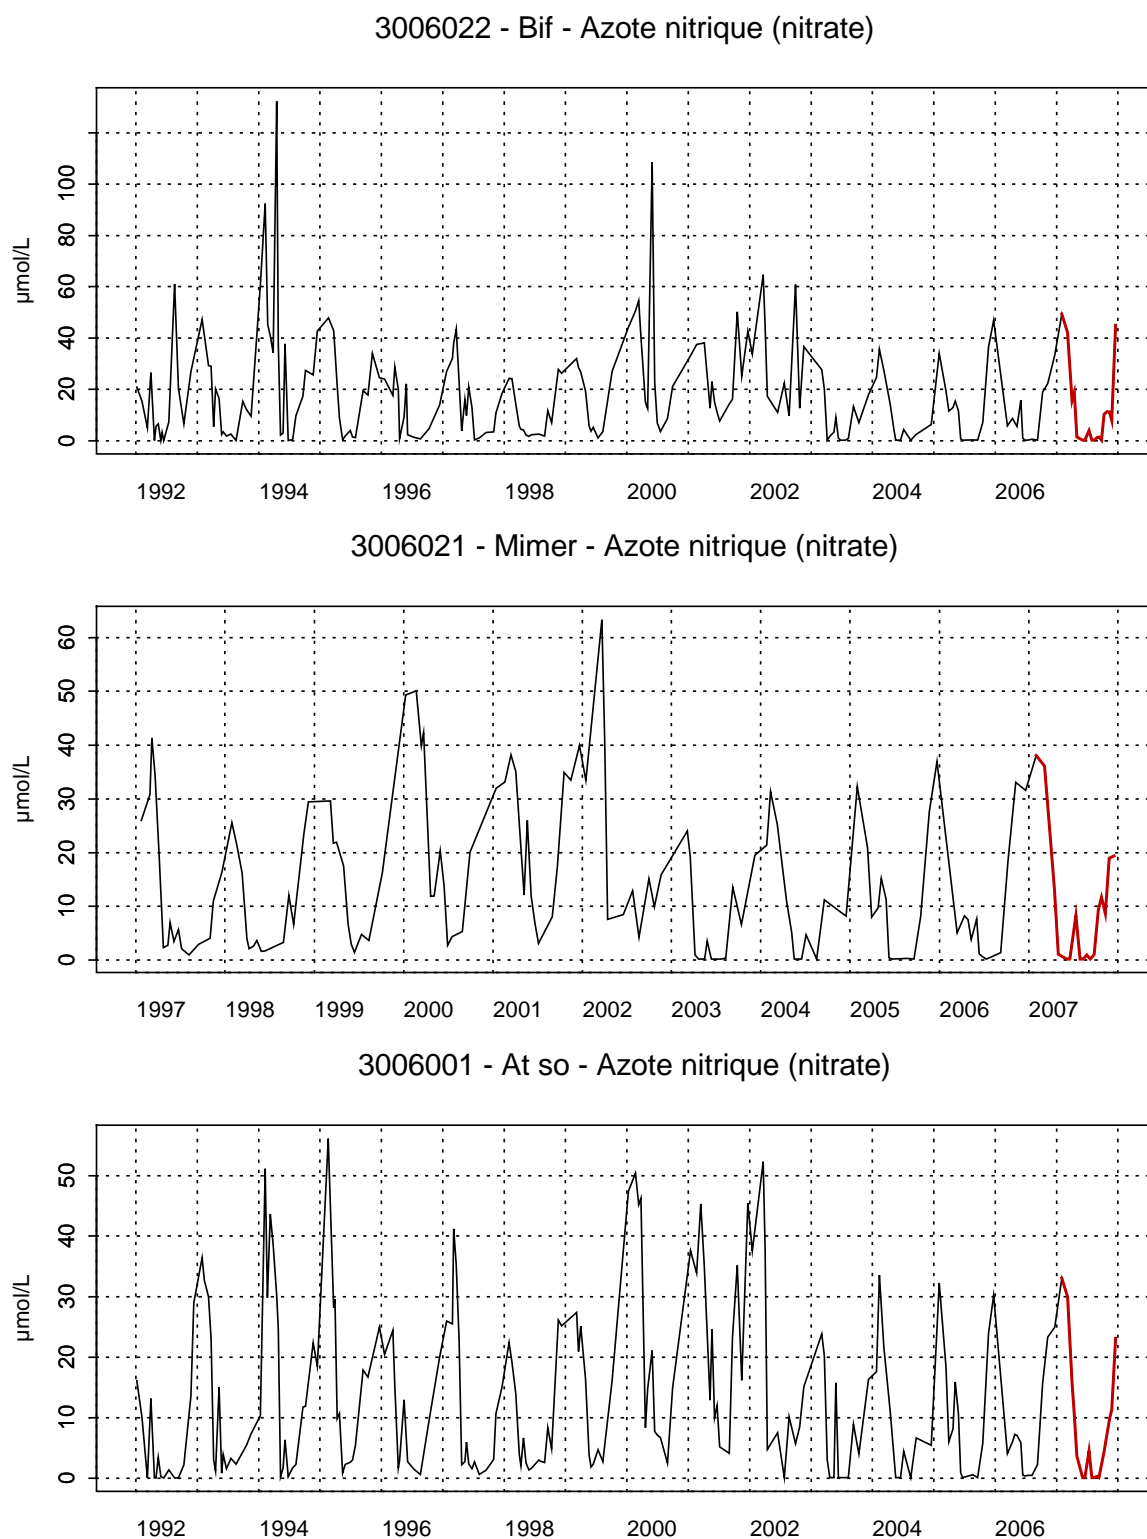 3006022 - Bif - Azote nitrique (nitrate)
µmol/L
100
80
60
40
20
0
1992 1994 1996 1998 2000 2002 2004 2006
3006021 - Mimer - Azote nitrique (nitrate)
µmol/L
60
50
40
30
20
10
0
1997 1998 1999 2000 2001 2002 2003 2004 2005 2006 2007
3006001 - At so - Azote nitrique (nitrate)
µmol/L
50
40
30
20
10
0
1992 1994 1996 1998 2000 2002 2004 2006